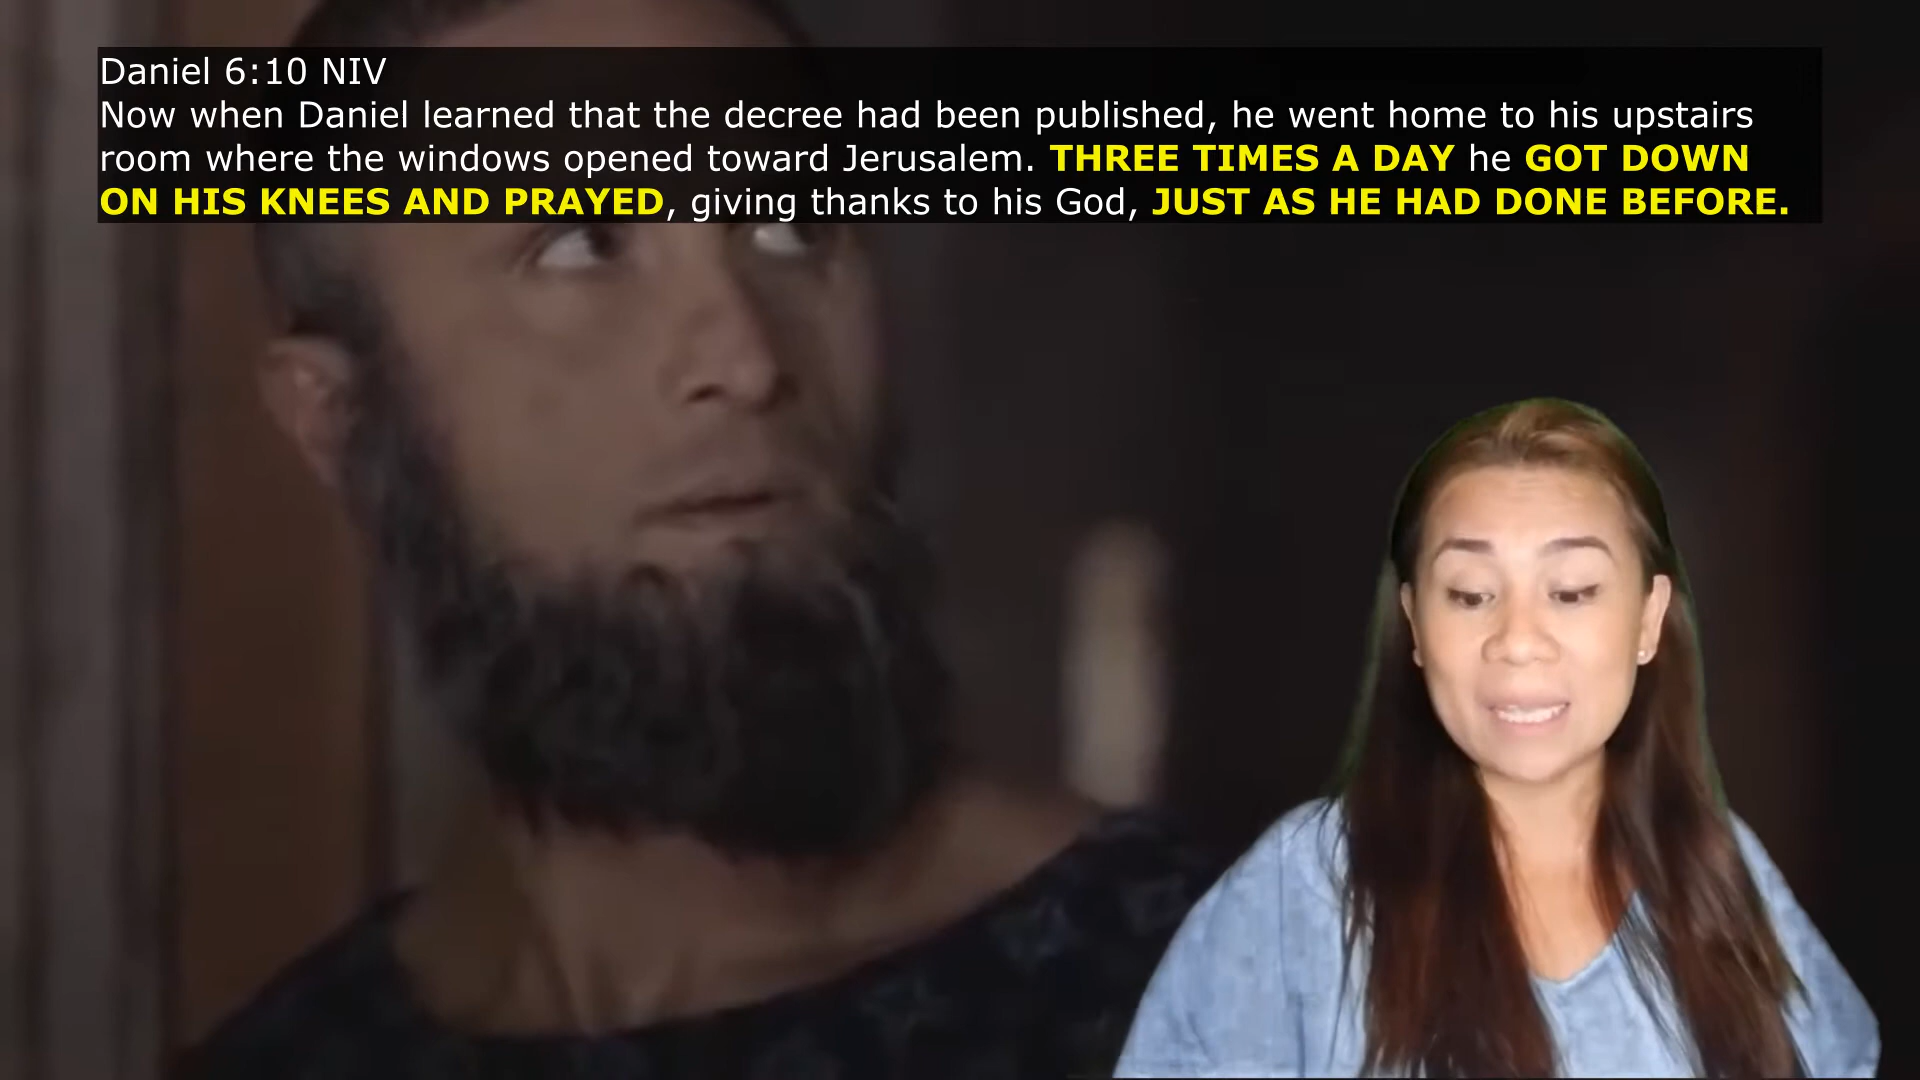 Daniel 6:10 NIV
Now when Daniel learned that the decree had been published, he went home to his upstairs
room where the windows opened toward Jerusalem. THREE TIMES A DAY he GOT DOWN
ON HIS KNEES AND PRAYED, giving thanks to his God, JUST AS HE HAD DONE BEFORE.